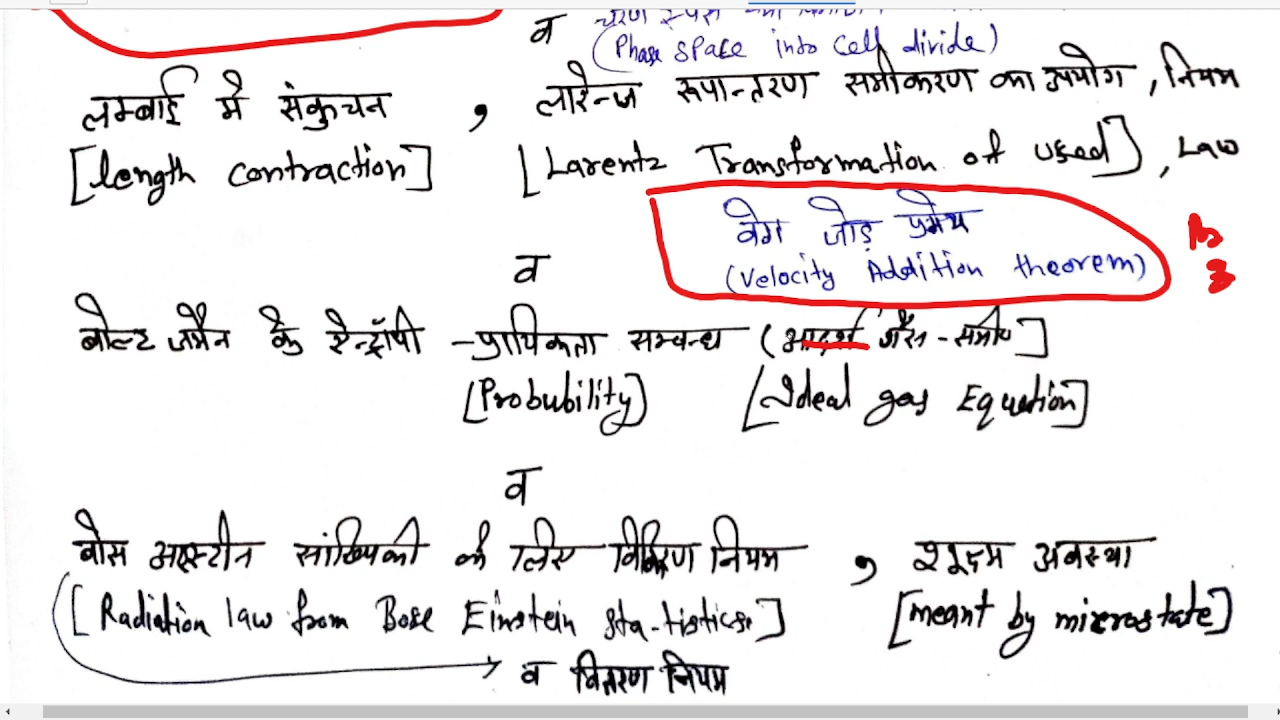 व
(Phase space into cell divide)
लम्बाई में संकुचन , लारेन्ज रूपान्तरण समीकरण का उपयोग , नियम
[length contraction] [Larentz Transformation of used] , Law
वेग जोड़ प्रमेय
(Velocity Addition theorem)
व
बोल्ट जमैन के ऐन्ट्रॉपी - प्रायिकता सम्बन्ध (आदर्श गैस - समी०]
[Probubility] [Ideal gas Equation]
व
बोस आइस्टीन सांख्यिकी के लिए विकिरण नियम , शूक्ष्म अवस्था
[Radiation law from Bose Einstein sta-tistics] [meant by microstate]
व वितरण नियम